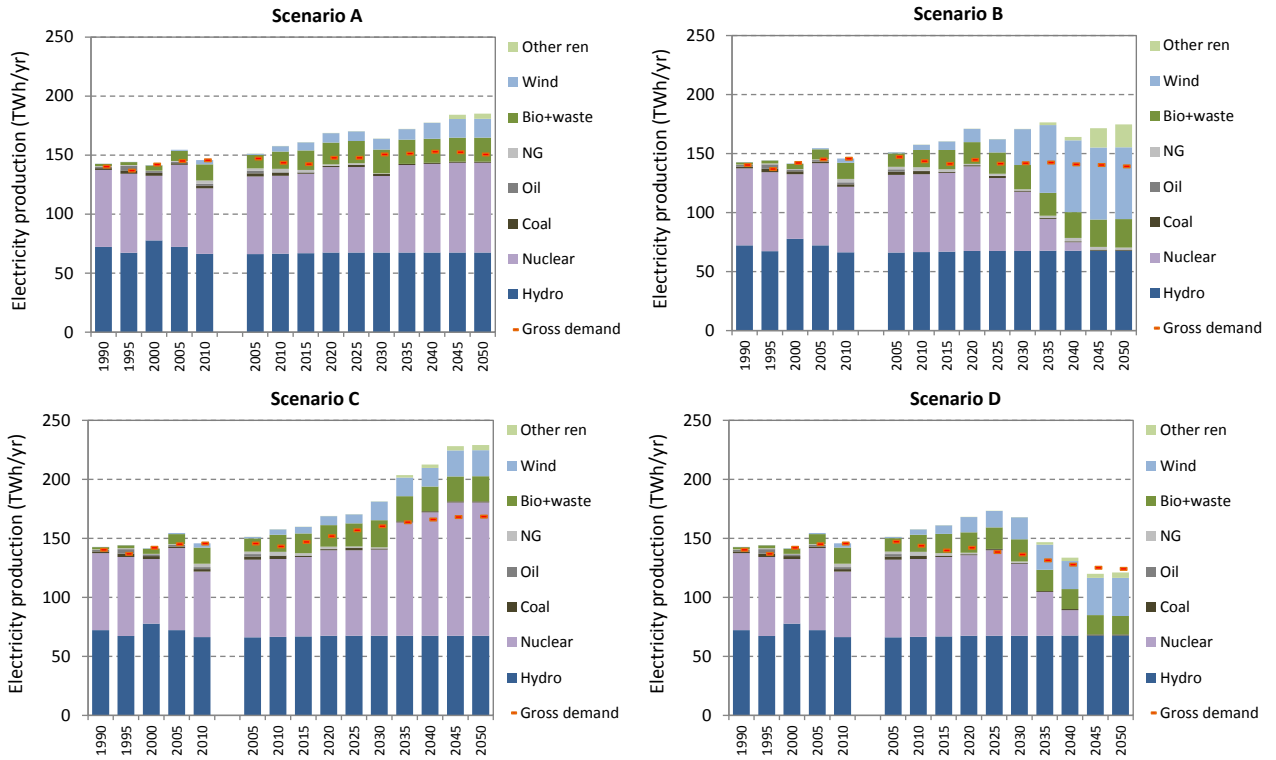 Scenario A
Electricity production (TWh/yr)
250
200
150
100
50
0
1990 1995 2000 2005 2010 2005 2010 2015 2020 2025 2030 2035 2040 2045 2050
Other ren
Wind
Bio+waste
NG
Oil
Coal
Nuclear
Hydro
Gross demand
Scenario B
Electricity production (TWh/yr)
250
200
150
100
50
0
1990 1995 2000 2005 2010 2005 2010 2015 2020 2025 2030 2035 2040 2045 2050
Other ren
Wind
Bio+waste
NG
Oil
Coal
Nuclear
Hydro
Gross demand
Scenario C
Electricity production (TWh/yr)
250
200
150
100
50
0
1990 1995 2000 2005 2010 2005 2010 2015 2020 2025 2030 2035 2040 2045 2050
Other ren
Wind
Bio+waste
NG
Oil
Coal
Nuclear
Hydro
Gross demand
Scenario D
Electricity production (TWh/yr)
250
200
150
100
50
0
1990 1995 2000 2005 2010 2005 2010 2015 2020 2025 2030 2035 2040 2045 2050
Other ren
Wind
Bio+waste
NG
Oil
Coal
Nuclear
Hydro
Gross demand